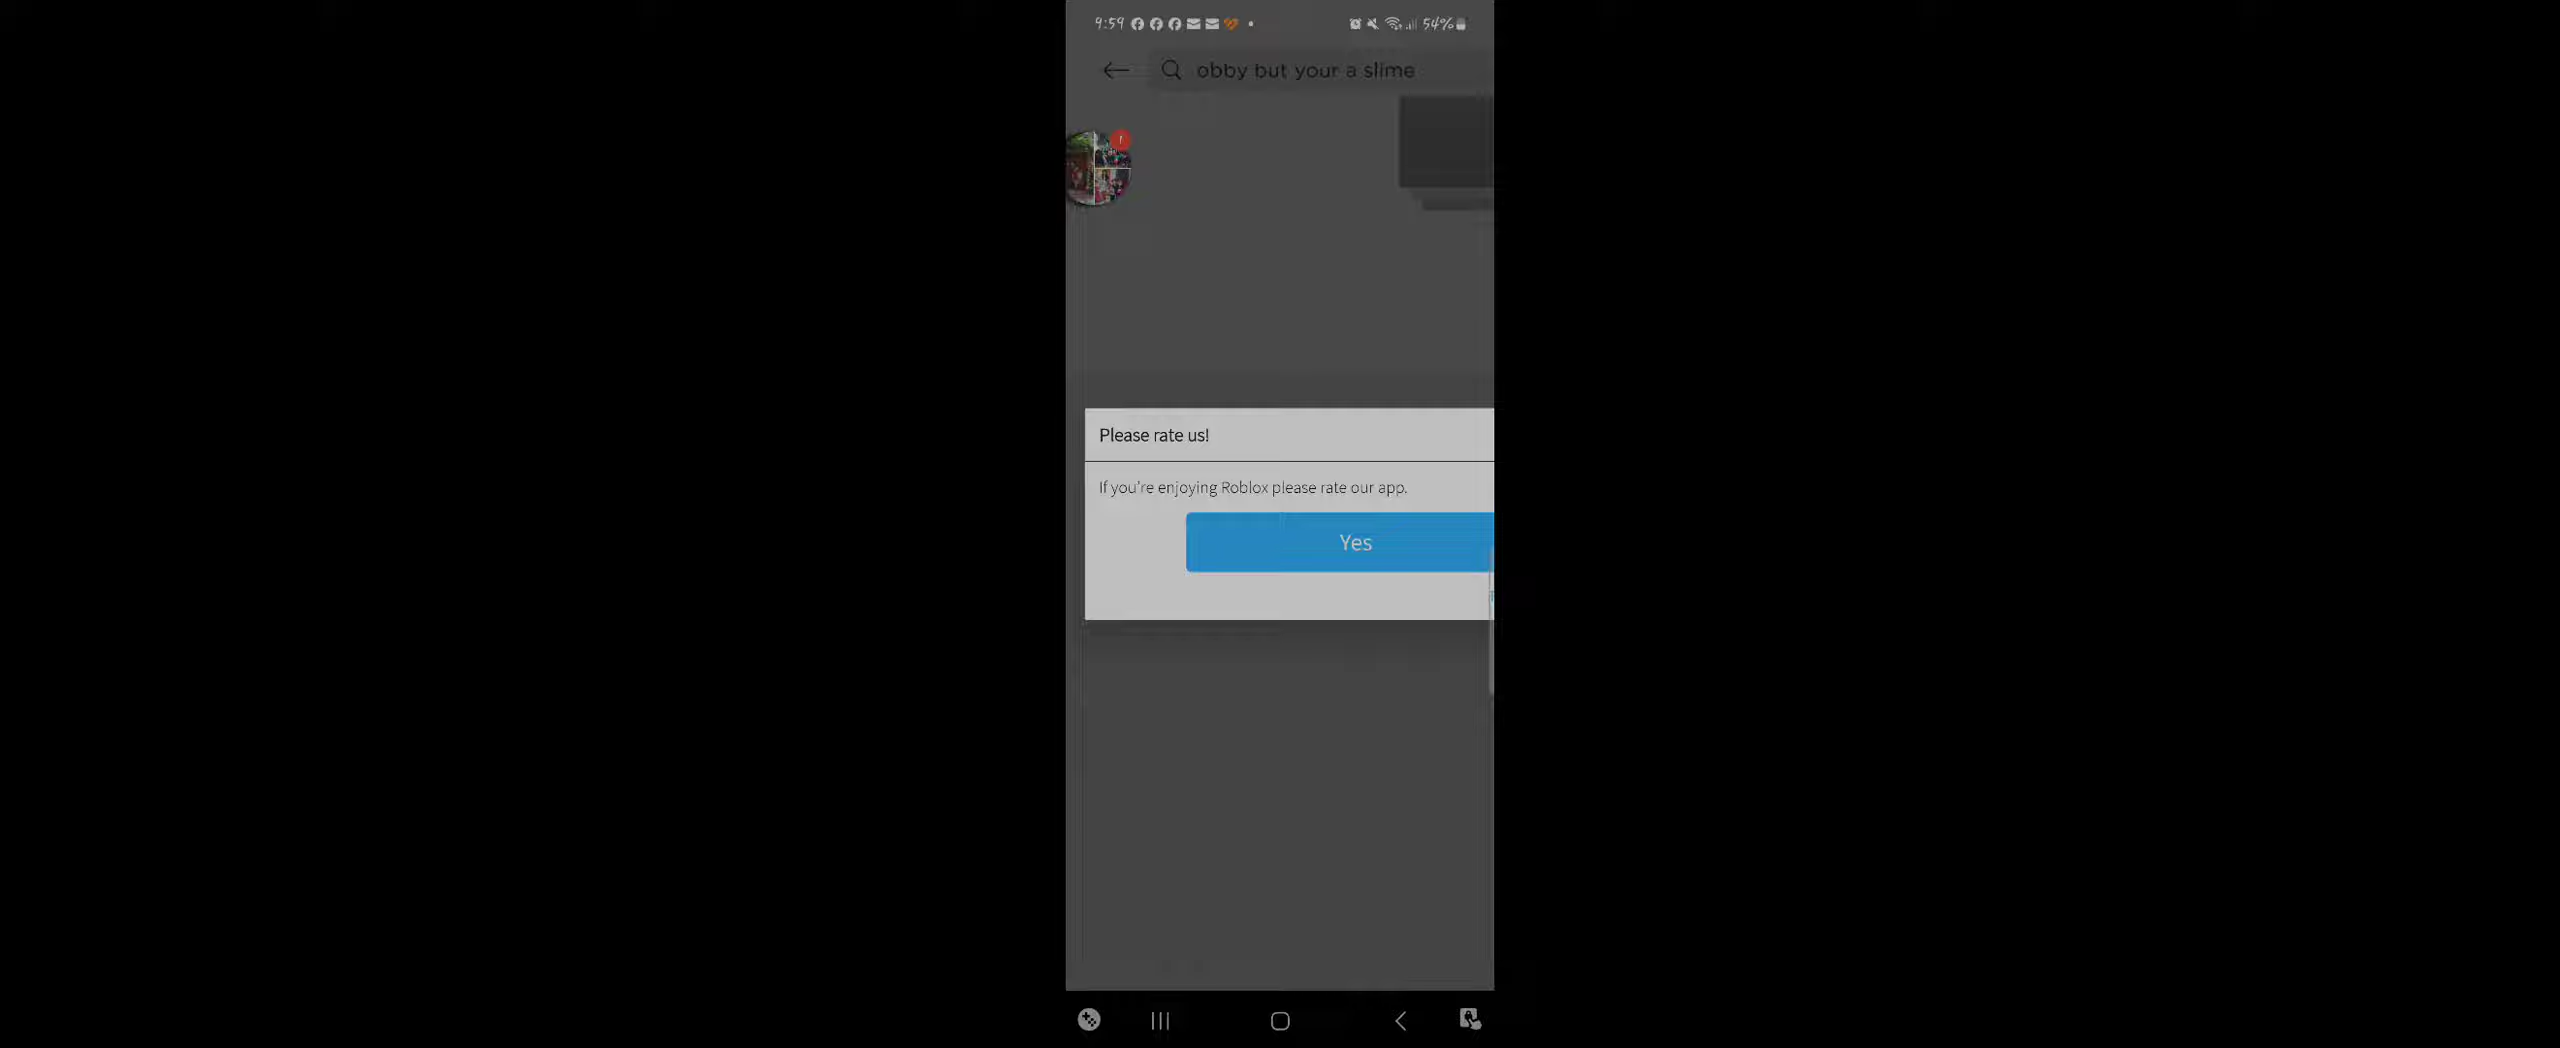 9:59 54%
obby but your a slime
!
Please rate us!
If you're enjoying Roblox please rate our app.
Yes